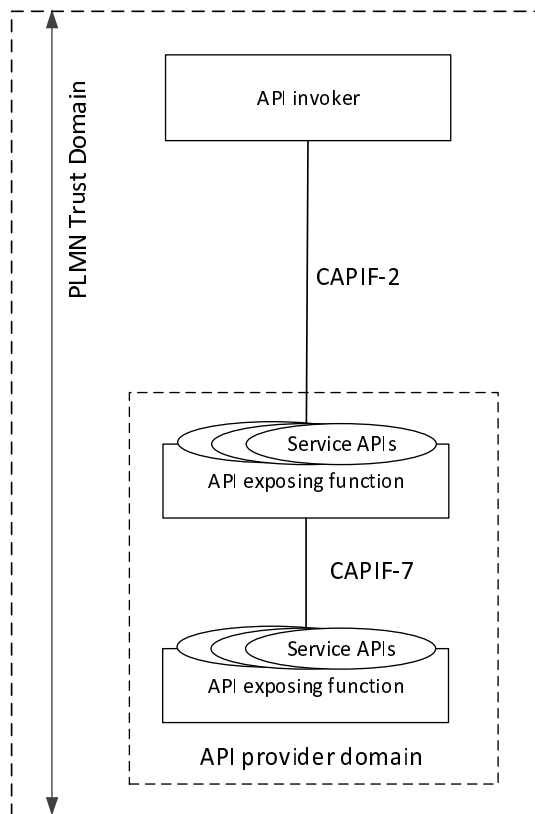 API invoker
PLMN Trust Domain
CAPIF-2
Service APIs
API exposing function
CAPIF-7
Service APIs
API exposing function
API provider domain